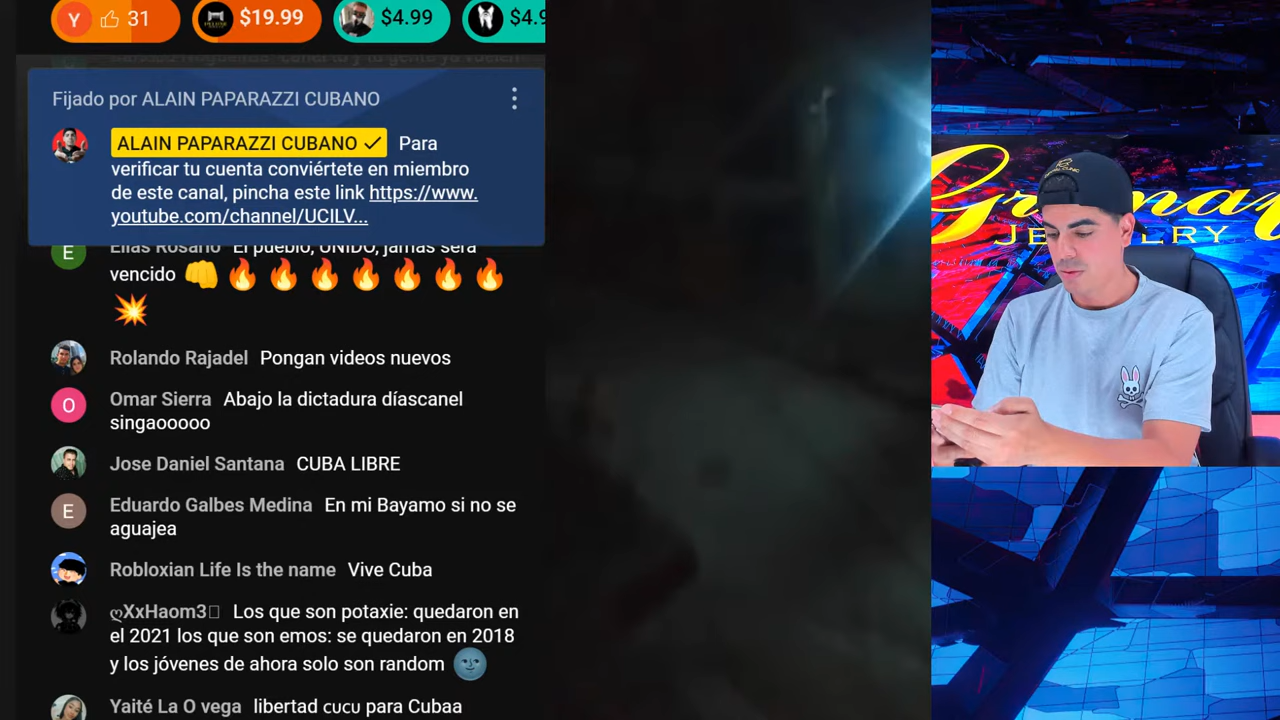 31
$19.99
$4.99
$4.9
Fijado por ALAIN PAPARAZZI CUBANO
ALAIN PAPARAZZI CUBANO Para
verificar tu cuenta conviértete en miembro
de este canal, pincha este link https://www.
youtube.com/channel/UCILV...
Elías Rosario El pueblo, UNIDO, jamás será
vencido 👊 🔥 🔥 🔥 🔥 🔥 🔥 🔥
💥
Rolando Rajadel Pongan videos nuevos
Omar Sierra Abajo la dictadura díascanel
singaooooo
Jose Daniel Santana CUBA LIBRE
Eduardo Galbes Medina En mi Bayamo si no se
aguajea
Robloxian Life Is the name Vive Cuba
ღXxHaom3 Los que son potaxie: quedaron en
el 2021 los que son emos: se quedaron en 2018
y los jóvenes de ahora solo son random 🌚
Yaité La O vega libertad cucu para Cubaa
JEWELRY